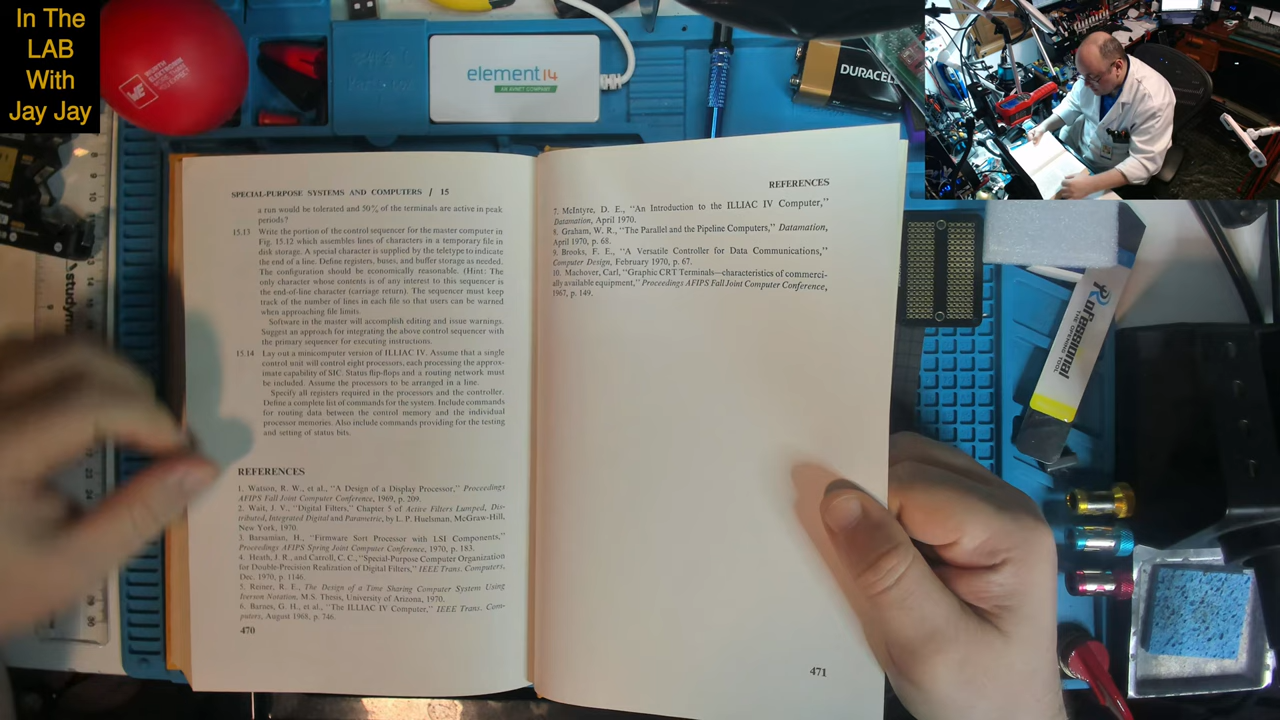 In The
LAB
With
Jay Jay
element14
AN AVNET COMPANY
DURACELL
SPECIAL-PURPOSE SYSTEMS AND COMPUTERS / 15
a run would be tolerated and 50% of the terminals are active in peak
periods?
15.13 Write the portion of the control sequencer for the master computer in
Fig. 15.12 which assembles lines of characters in a temporary file in
disk storage. A special character is supplied by the teletype to indicate
the end of a line. Define registers, buses, and buffer storage as needed.
The configuration should be economically reasonable. (Hint: The
only character whose contents is of any interest to this sequencer is
the end-of-line character (carriage return). The sequencer must keep
track of the number of lines in each file so that users can be warned
when approaching file limits.
Software in the master will accomplish editing and issue warnings.
Suggest an approach for integrating the above control sequencer with
the primary sequencer for executing instructions.
15.14 Lay out a minicomputer version of ILLIAC IV. Assume that a single
control unit will control eight processors, each processing the approx-
imate capability of SIC. Status flip-flops and a routing network must
be included. Assume the processors to be arranged in a line.
Specify all registers required in the processors and the controller.
Define a complete list of commands for the system. Include commands
for routing data between the control memory and the individual
processor memories. Also include commands providing for the testing
and setting of status bits.
REFERENCES
1. Watson, R. W., et al., "A Design of a Display Processor," Proceedings
AFIPS Fall Joint Computer Conference, 1969, p. 209.
2. Wait, J. V., "Digital Filters," Chapter 5 of Active Filters Lumped, Dis-
tributed, Integrated Digital and Parametric, by L. P. Huelsman, McGraw-Hill,
New York, 1970.
3. Barsamian, H., "Firmware Sort Processor with LSI Components,"
Proceedings AFIPS Spring Joint Computer Conference, 1970, p. 183.
4. Heath, J. R., and Carroll, C. C., "Special-Purpose Computer Organization
for Double-Precision Realization of Digital Filters," IEEE Trans. Computers,
Dec. 1970, p. 1146.
5. Reiner, R. E., The Design of a Time Sharing Computer System Using
Iverson Notation, M.S. Thesis, University of Arizona, 1970.
6. Barnes, G. H., et al., "The ILLIAC IV Computer," IEEE Trans. Com-
puters, August 1968, p. 746.
470
REFERENCES
7. McIntyre, D. E., "An Introduction to the ILLIAC IV Computer,"
Datamation, April 1970.
8. Graham, W. R., "The Parallel and the Pipeline Computers," Datamation,
April 1970, p. 68.
9. Brooks, F. E., "A Versatile Controller for Data Communications,"
Computer Design, February 1970, p. 67.
10. Machover, Carl, "Graphic CRT Terminals—characteristics of commerci-
ally available equipment," Proceedings AFIPS Fall Joint Computer Conference,
1967, p. 149.
471
Professional
THE OPENING TOOL